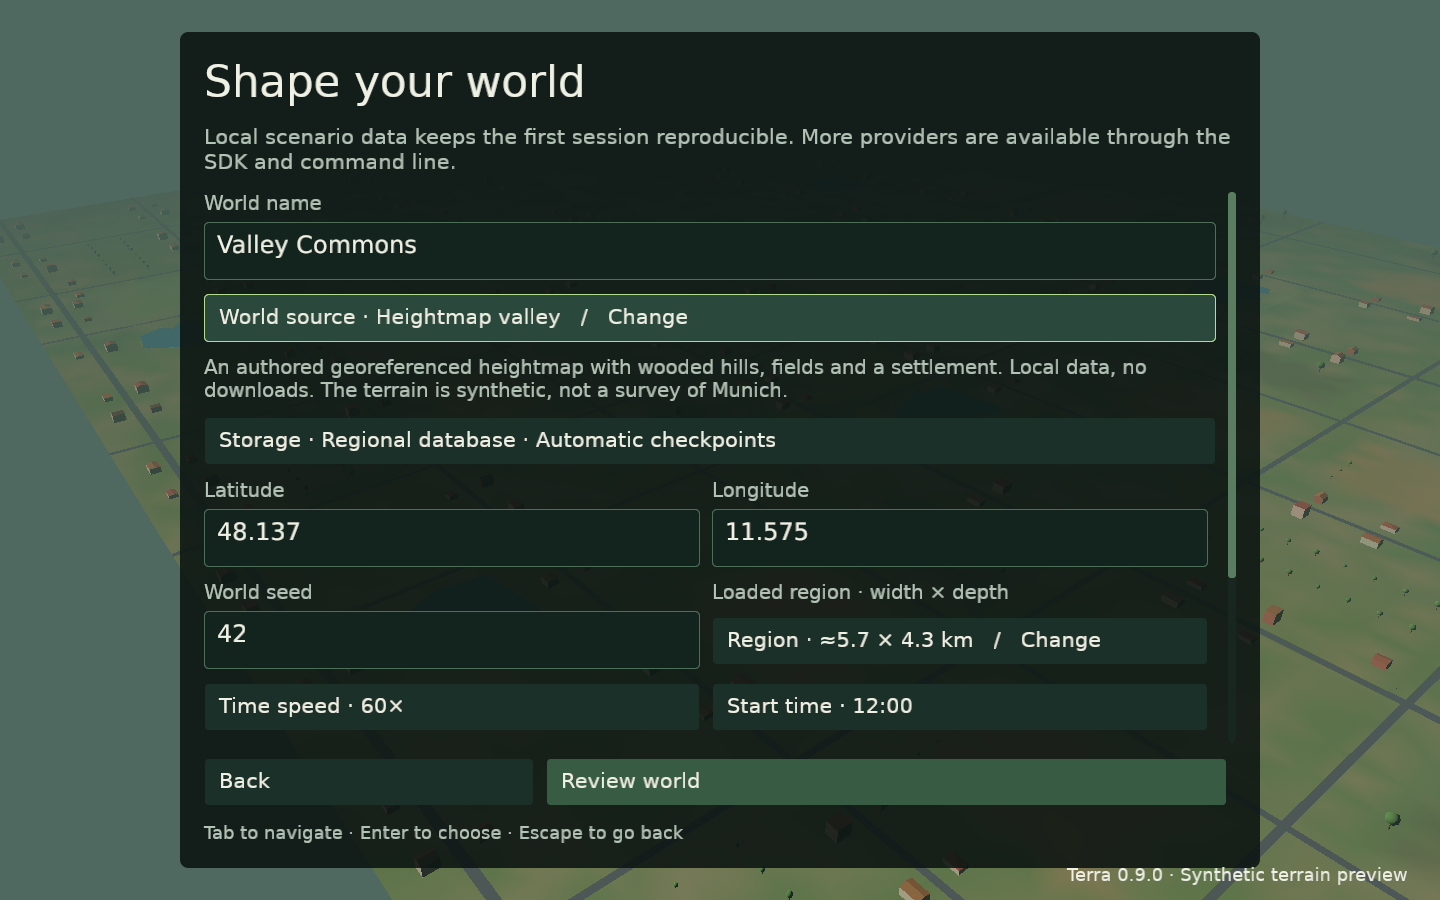 Shape your world
Local scenario data keeps the first session reproducible. More providers are available through the
SDK and command line.
World name
Valley Commons
World source · Heightmap valley / Change
An authored georeferenced heightmap with wooded hills, fields and a settlement. Local data, no
downloads. The terrain is synthetic, not a survey of Munich.
Storage · Regional database · Automatic checkpoints
Latitude
Longitude
48.137
11.575
World seed
Loaded region · width × depth
42
Region · ≈5.7 × 4.3 km / Change
Time speed · 60×
Start time · 12:00
Back
Review world
Tab to navigate · Enter to choose · Escape to go back
Terra 0.9.0 · Synthetic terrain preview